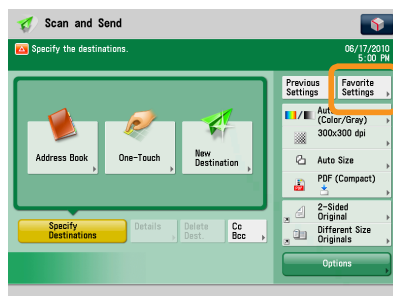 Scan and Send
Specify the destinations.
06/17/2010
5:00 PM
Previous
Settings
Favorite
Settings
Auto
(Color/Gray)
300x300 dpi
Address Book
One-Touch
New
Destination
Auto Size
PDF (Compact)
2-Sided
Original
Specify
Destinations
Details
Delete
Dest.
Cc
Bcc
Different Size
Originals
Options